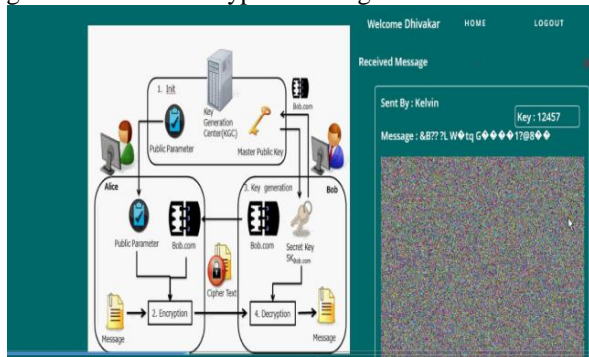 Welcome Dhivakar HOME LOGOUT
Received Message
Sent By : Kelvin
Key : 12457
Message : &B?? ?L W�tq G����1?@8��
1. Init
Key
Generation
Center(KGC)
Public Parameter
Master Public Key
Bob.com
Alice
3. Key generation
Bob
Public Parameter
Bob.com
Bob.com
Secret Key
SKBob.com
Cipher Text
Message
2. Encryption
4. Decryption
Message